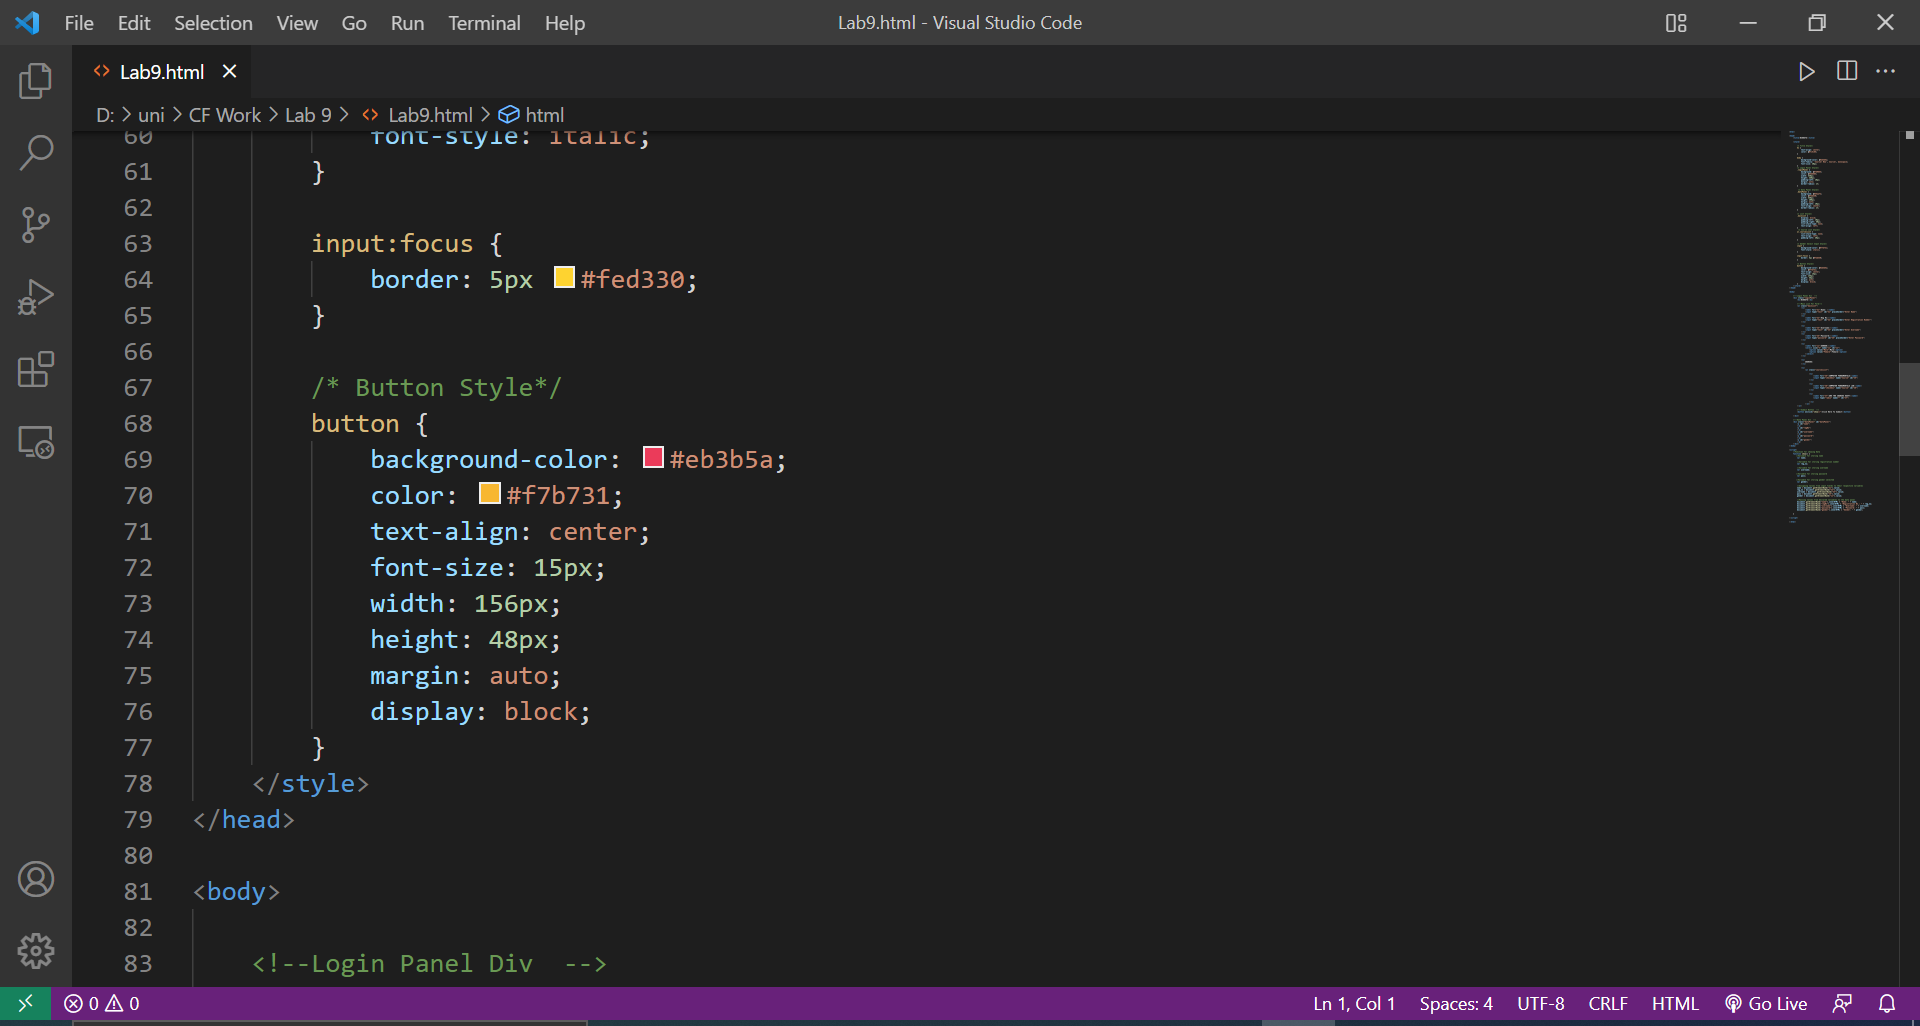 File Edit Selection View Go Run Terminal Help Lab9.html - Visual Studio Code
Lab9.html
D: > uni > CF Work > Lab 9 > Lab9.html > html
60 font-style: italic;
61 }
62
63 input:focus {
64 border: 5px #fed330;
65 }
66
67 /* Button Style*/
68 button {
69 background-color: #eb3b5a;
70 color: #f7b731;
71 text-align: center;
72 font-size: 15px;
73 width: 156px;
74 height: 48px;
75 margin: auto;
76 display: block;
77 }
78 </style>
79 </head>
80
81 <body>
82
83 <!--Login Panel Div  -->
0 0 Ln 1, Col 1 Spaces: 4 UTF-8 CRLF HTML Go Live